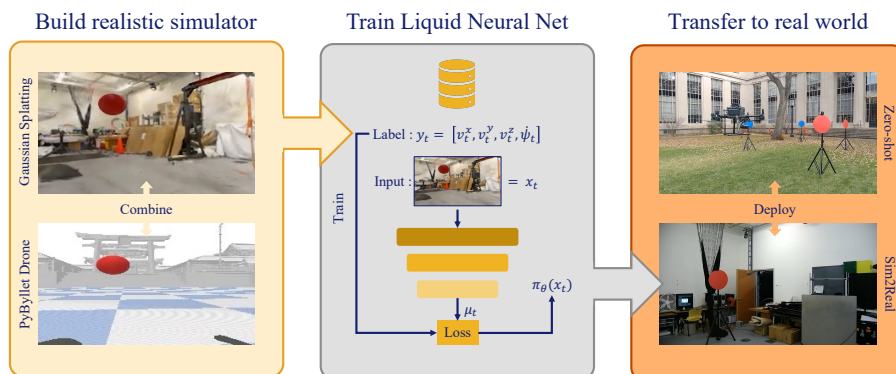 Build realistic simulator
Train Liquid Neural Net
Transfer to real world
Gaussian Splatting
Combine
PyByllet Drone
Label : y_t = [v_t^x, v_t^y, v_t^z, ψ̇_t]
Input :
= x_t
Train
μ_t
Loss
π_θ(x_t)
Zero-shot
Deploy
Sim2Real